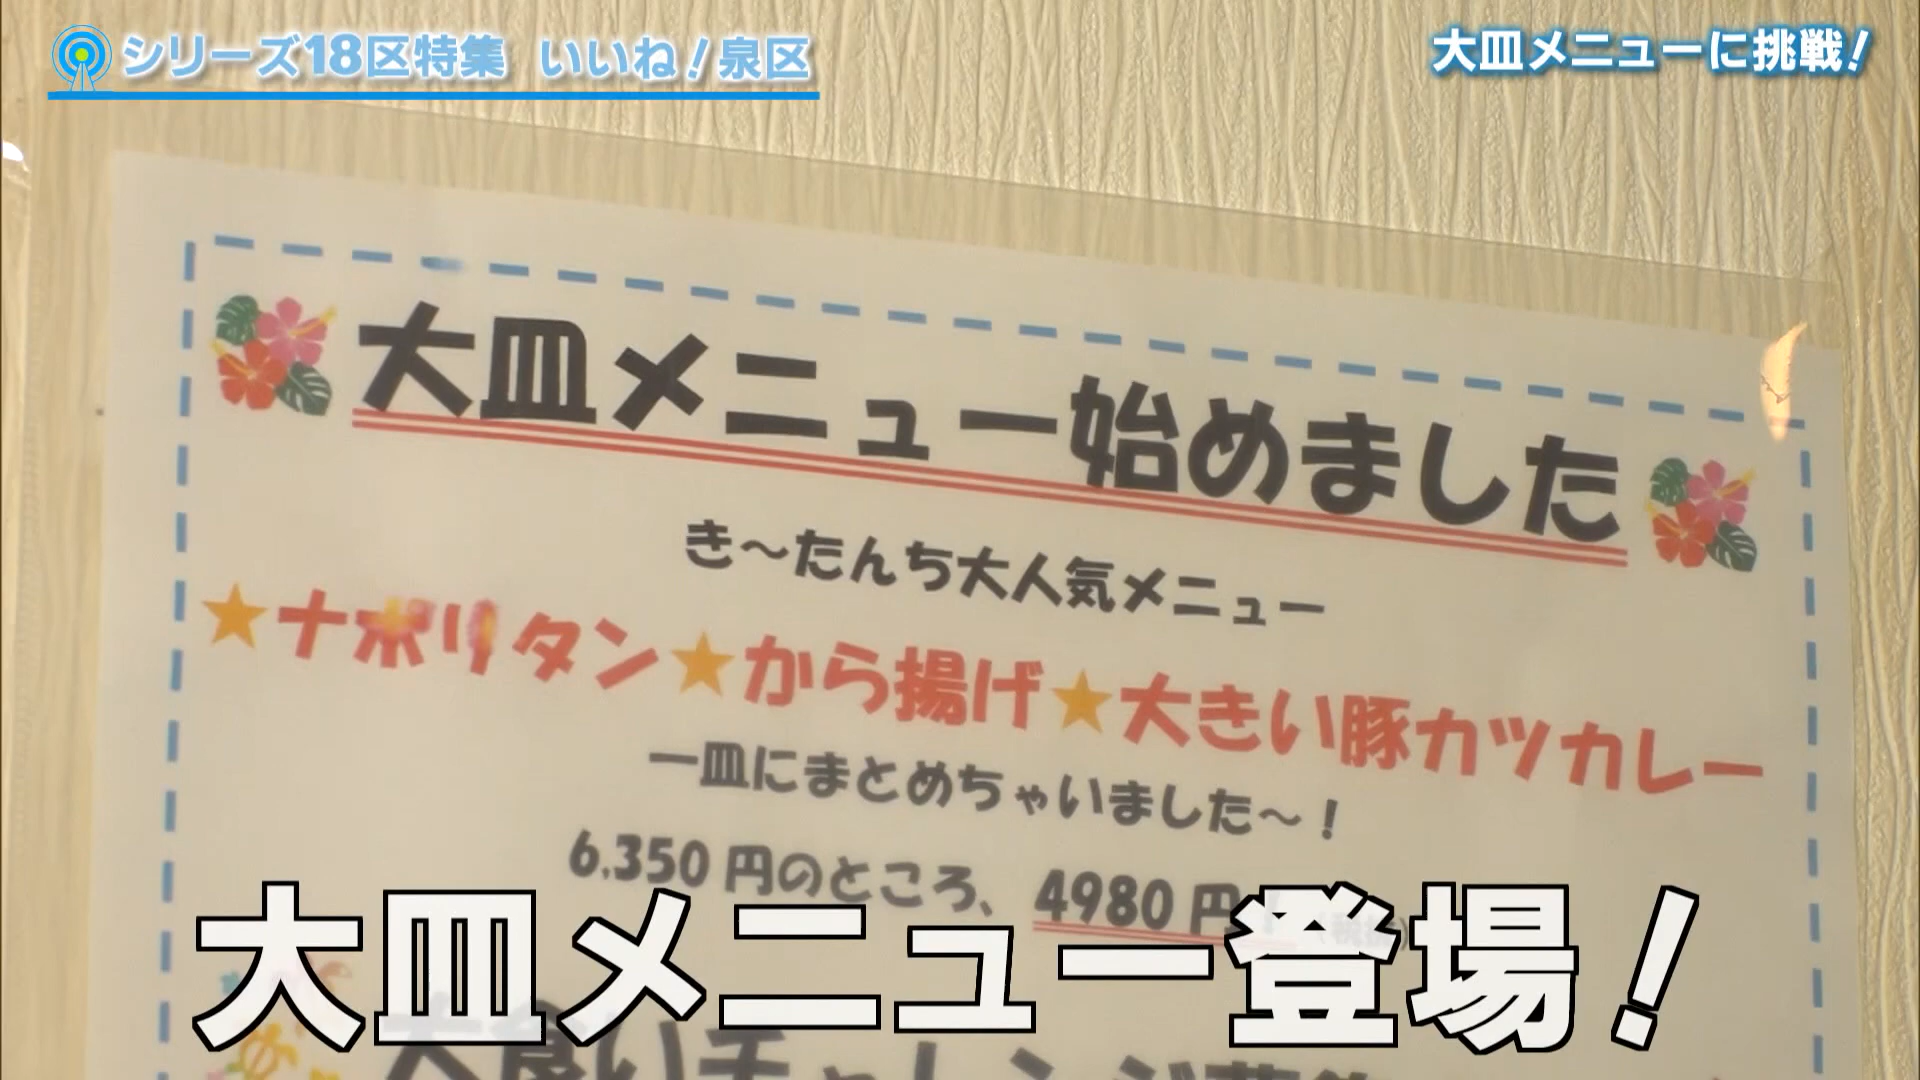 シリーズ18区特集 いいね！泉区
大皿メニューに挑戦！
大皿メニュー始めました
き～たんち大人気メニュー
★ナポリタン★から揚げ★大きい豚カツカレー
一皿にまとめちゃいました～！
6,350円のところ、4980円
大皿メニュー登場！